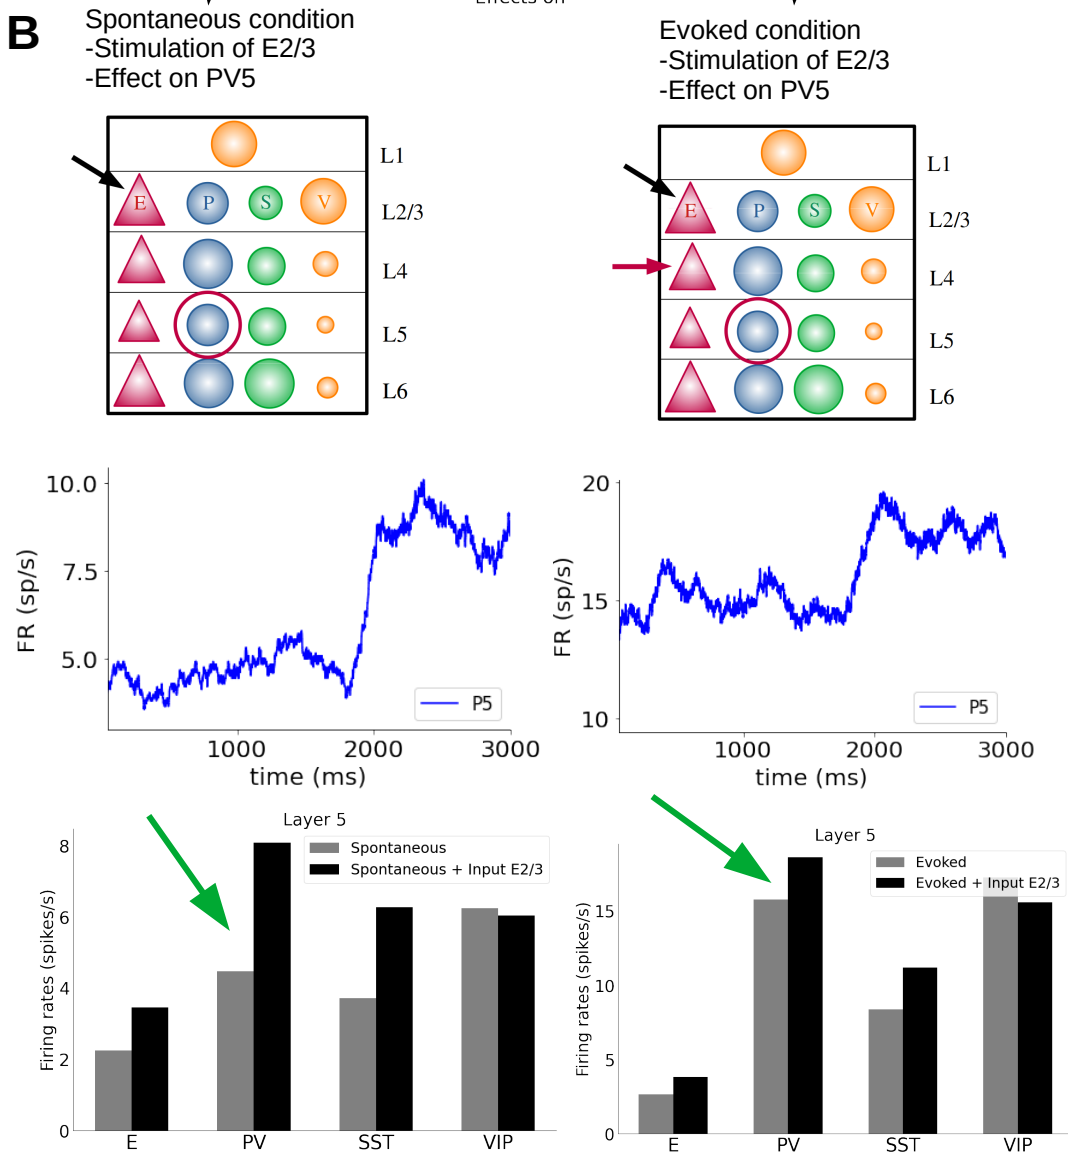 Effects on
B
Spontaneous condition
-Stimulation of E2/3
-Effect on PV5
Evoked condition
-Stimulation of E2/3
-Effect on PV5
L1
E P S V L2/3
L4
L5
L6
L1
E P S V L2/3
L4
L5
L6
10.0
7.5
5.0
FR (sp/s)
P5
1000 2000 3000
time (ms)
20
15
10
FR (sp/s)
P5
1000 2000 3000
time (ms)
Layer 5
Spontaneous
Spontaneous + Input E2/3
8
6
4
2
0
Firing rates (spikes/s)
E PV SST VIP
Layer 5
Evoked
Evoked + Input E2/3
15
10
5
0
Firing rates (spikes/s)
E PV SST VIP